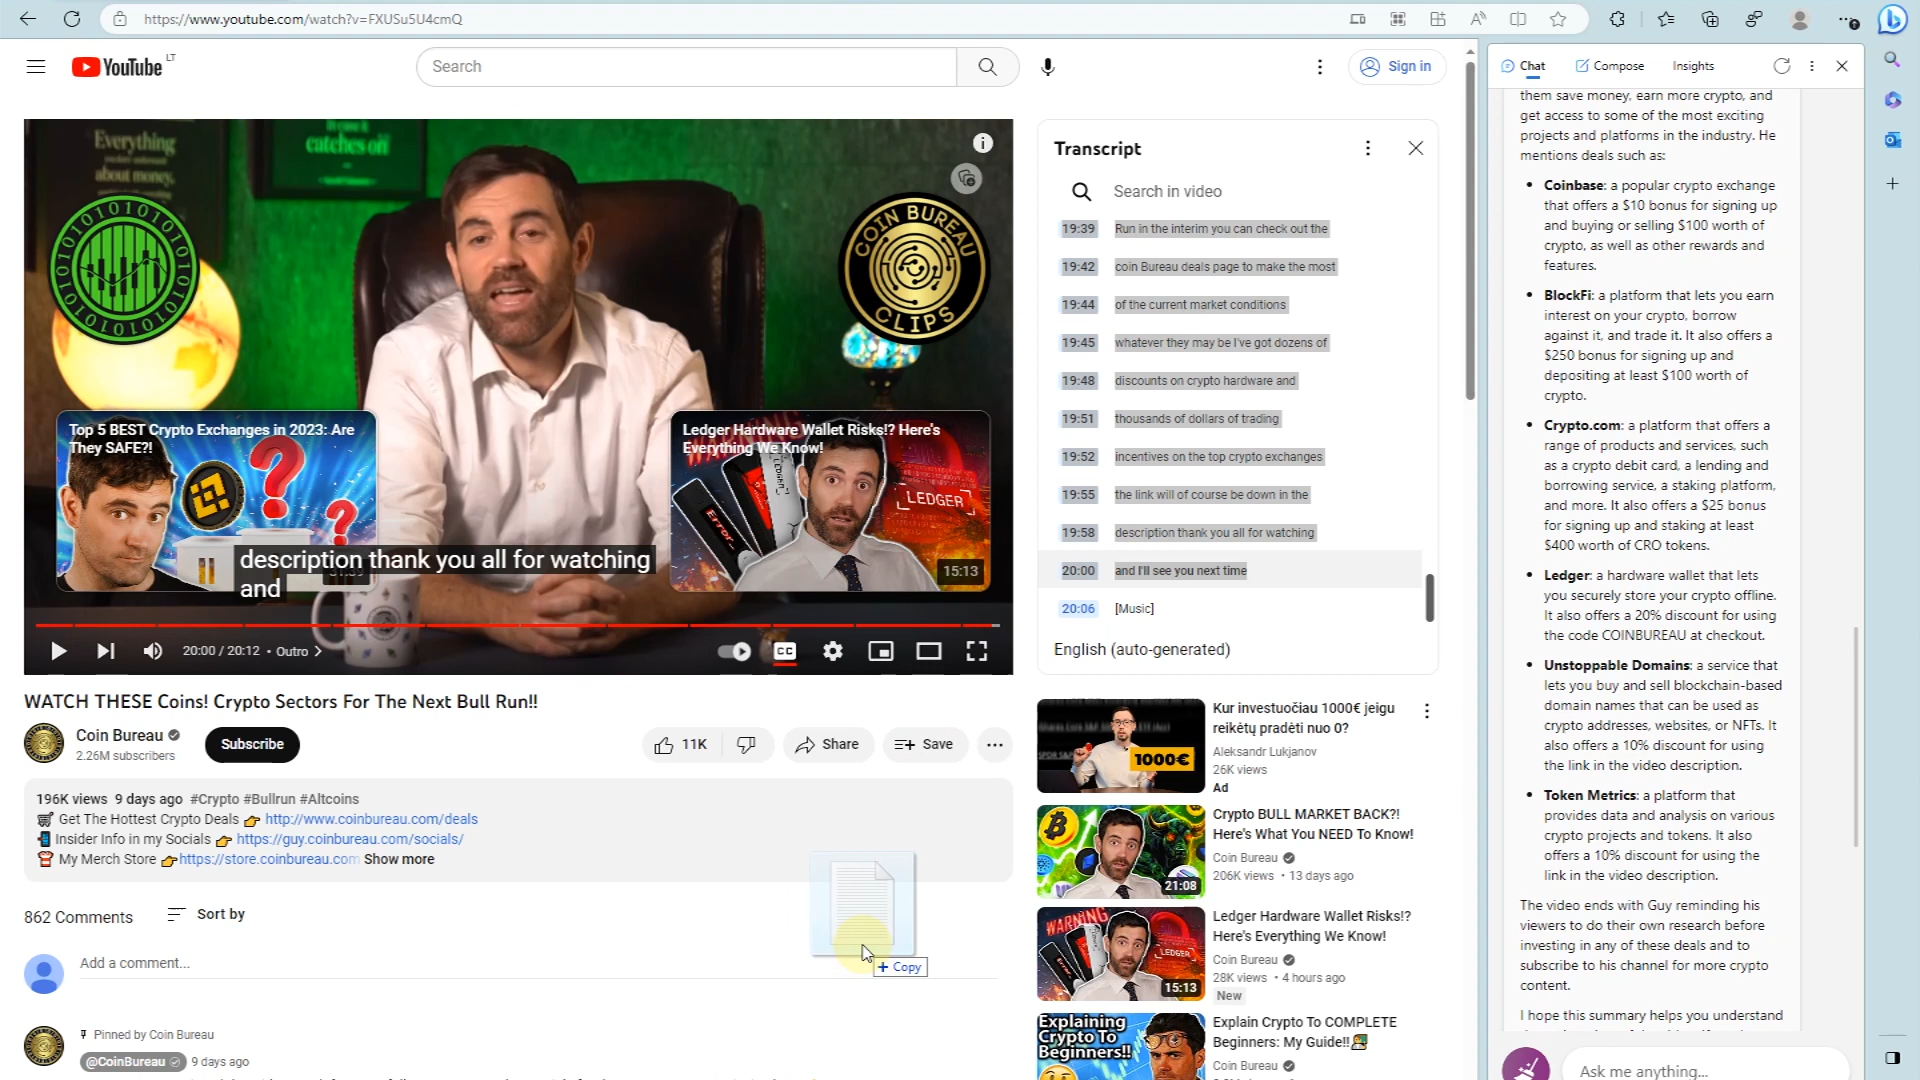 https://www.youtube.com/watch?v=FXUSu5U4cmQ
YouTube LT
Search
Sign in
Everything
about money,
catches off
COIN BUREAU
CLIPS
Top 5 BEST Crypto Exchanges in 2023: Are
They SAFE?!
Ledger Hardware Wallet Risks!? Here's
Everything We Know!
WARNING
Error...
LEDGER
15:13
description thank you all for watching
and
20:00 / 20:12 • Outro
CC
WATCH THESE Coins! Crypto Sectors For The Next Bull Run!!
Coin Bureau
2.26M subscribers
Subscribe
11K
Share
Save
196K views 9 days ago #Crypto #Bullrun #Altcoins
Get The Hottest Crypto Deals http://www.coinbureau.com/deals
Insider Info in my Socials https://guy.coinbureau.com/socials/
My Merch Store https://store.coinbureau.com Show more
862 Comments
Sort by
Add a comment...
+ Copy
Pinned by Coin Bureau
@CoinBureau
9 days ago
Transcript
Search in video
19:39 Run in the interim you can check out the
19:42 coin Bureau deals page to make the most
19:44 of the current market conditions
19:45 whatever they may be I've got dozens of
19:48 discounts on crypto hardware and
19:51 thousands of dollars of trading
19:52 incentives on the top crypto exchanges
19:55 the link will of course be down in the
19:58 description thank you all for watching
20:00 and I'll see you next time
20:06 [Music]
English (auto-generated)
1000€
Kur investuočiau 1000€ jeigu
reikėtų pradėti nuo 0?
Aleksandr Lukjanov
26K views
Ad
21:08
Crypto BULL MARKET BACK?!
Here's What You NEED To Know!
Coin Bureau
206K views • 13 days ago
WARNING
LEDGER
15:13
Ledger Hardware Wallet Risks!?
Here's Everything We Know!
Coin Bureau
28K views • 4 hours ago
New
Explaining
Crypto To
Beginners!!
Explain Crypto To COMPLETE
Beginners: My Guide!!
Coin Bureau
Chat
Compose
Insights
them save money, earn more crypto, and
get access to some of the most exciting
projects and platforms in the industry. He
mentions deals such as:
• Coinbase: a popular crypto exchange
that offers a $10 bonus for signing up
and buying or selling $100 worth of
crypto, as well as other rewards and
features.
• BlockFi: a platform that lets you earn
interest on your crypto, borrow
against it, and trade it. It also offers a
$250 bonus for signing up and
depositing at least $100 worth of
crypto.
• Crypto.com: a platform that offers a
range of products and services, such
as a crypto debit card, a lending and
borrowing service, a staking platform,
and more. It also offers a $25 bonus
for signing up and staking at least
$400 worth of CRO tokens.
• Ledger: a hardware wallet that lets
you securely store your crypto offline.
It also offers a 20% discount for using
the code COINBUREAU at checkout.
• Unstoppable Domains: a service that
lets you buy and sell blockchain-based
domain names that can be used as
crypto addresses, websites, or NFTs. It
also offers a 10% discount for using
the link in the video description.
• Token Metrics: a platform that
provides data and analysis on various
crypto projects and tokens. It also
offers a 10% discount for using the
link in the video description.
The video ends with Guy reminding his
viewers to do their own research before
investing in any of these deals and to
subscribe to his channel for more crypto
content.
I hope this summary helps you understand
Ask me anything...